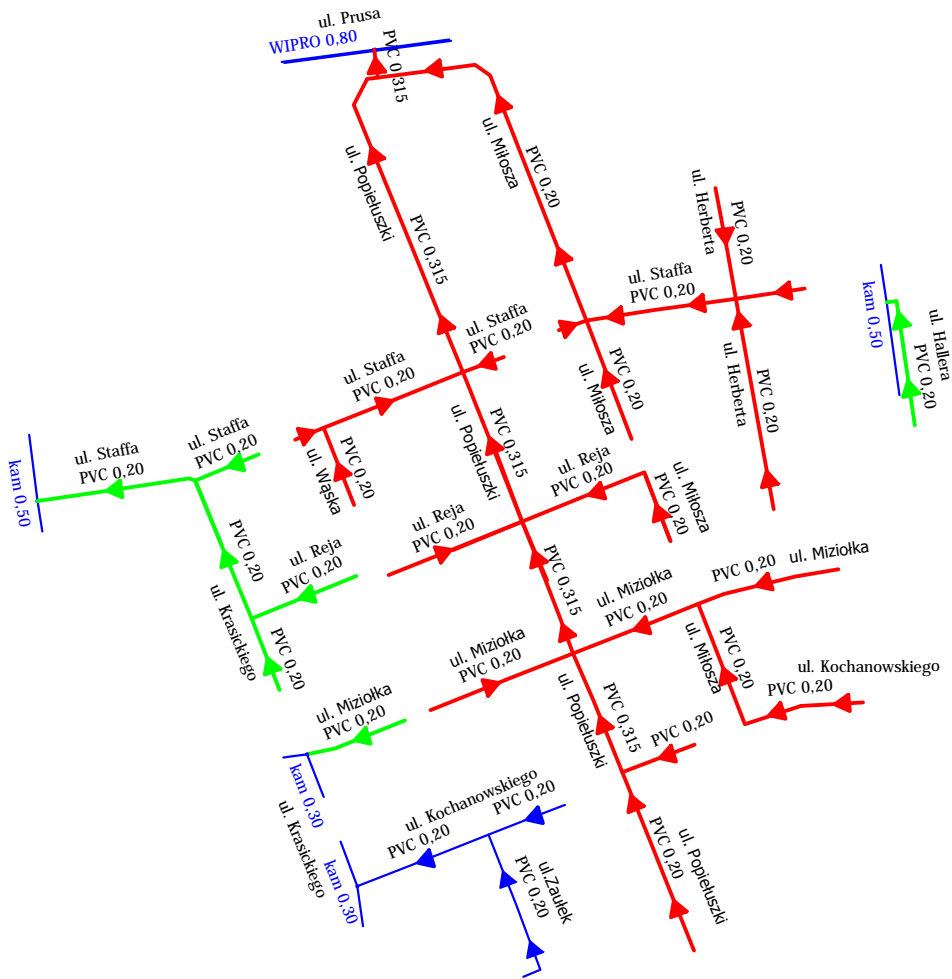 ul. Prusa
WIPRO 0,80
PVC 0,315
ul. Popiełuszki
ul. Miłosza
PVC 0,20
PVC 0,315
ul. Herberta
PVC 0,20
ul. Staffa
PVC 0,20
kam 0,50
ul. Hallera
PVC 0,20
ul. Staffa
PVC 0,20
ul. Staffa
PVC 0,20
ul. Miłosza
PVC 0,20
ul. Herberta
PVC 0,20
ul. Staffa
PVC 0,20
ul. Staffa
PVC 0,20
kam 0,50
ul. Wąska
PVC 0,20
ul. Popiełuszki
PVC 0,315
ul. Reja
PVC 0,20
ul. Miłosza
PVC 0,20
ul. Reja
PVC 0,20
PVC 0,20
ul. Reja
PVC 0,20
ul. Krasickiego
PVC 0,20
PVC 0,315
ul. Miziołka
PVC 0,20
PVC 0,20
ul. Miziołka
ul. Miziołka
PVC 0,20
ul. Miłosza
PVC 0,20
ul. Kochanowskiego
PVC 0,20
ul. Miziołka
PVC 0,20
ul. Popiełuszki
PVC 0,315
PVC 0,20
kam 0,30
ul. Krasickiego
kam 0,30
ul. Kochanowskiego
PVC 0,20
PVC 0,20
ul.Zaułek
PVC 0,20
PVC 0,20
ul. Popiełuszki